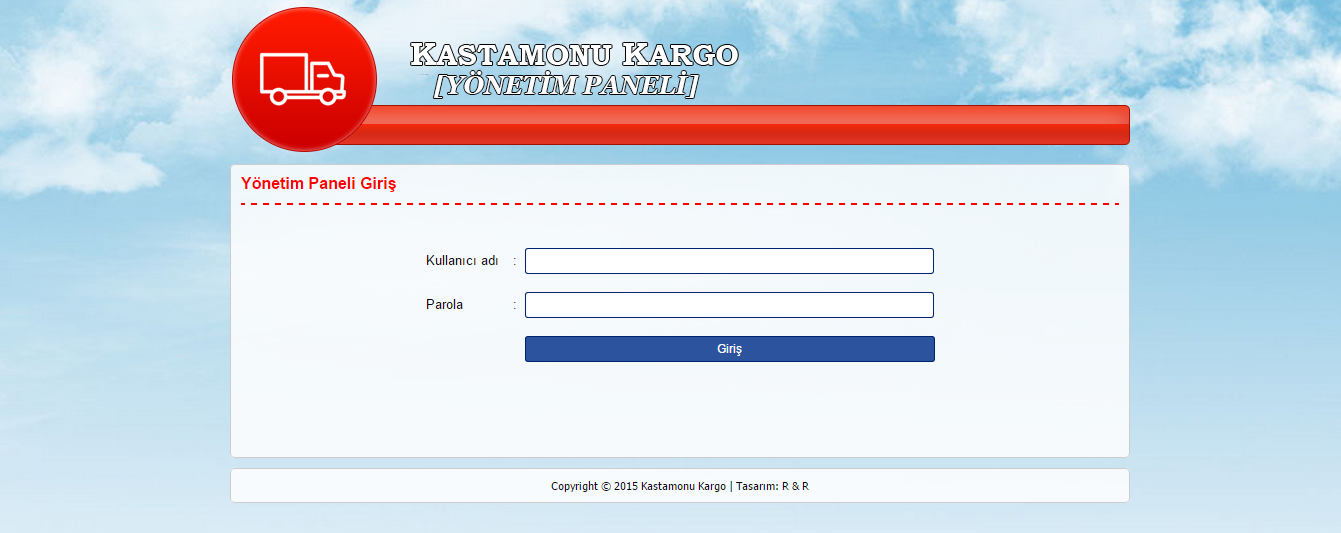 KASTAMONU KARGO
[YÖNETİM PANELİ]
Yönetim Paneli Giriş
Kullanıcı adı :
Parola :
Giriş
Copyright © 2015 Kastamonu Kargo | Tasarım: R & R